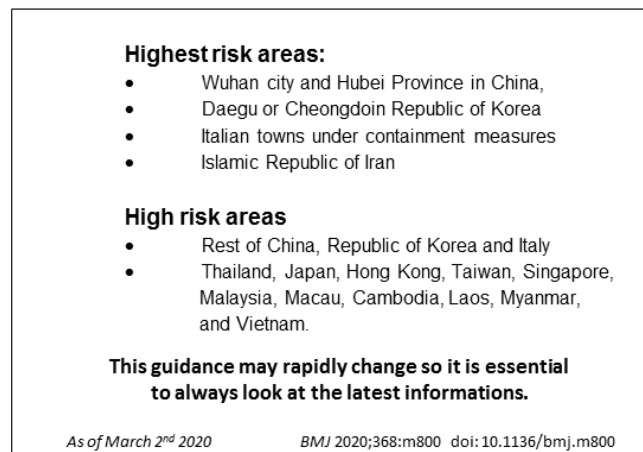 Highest risk areas:
• Wuhan city and Hubei Province in China,
• Daegu or Cheongdoin Republic of Korea
• Italian towns under containment measures
• Islamic Republic of Iran
High risk areas
• Rest of China, Republic of Korea and Italy
• Thailand, Japan, Hong Kong, Taiwan, Singapore,
Malaysia, Macau, Cambodia, Laos, Myanmar,
and Vietnam.
This guidance may rapidly change so it is essential
to always look at the latest informations.
As of March 2nd 2020 BMJ 2020;368:m800 doi: 10.1136/bmj.m800